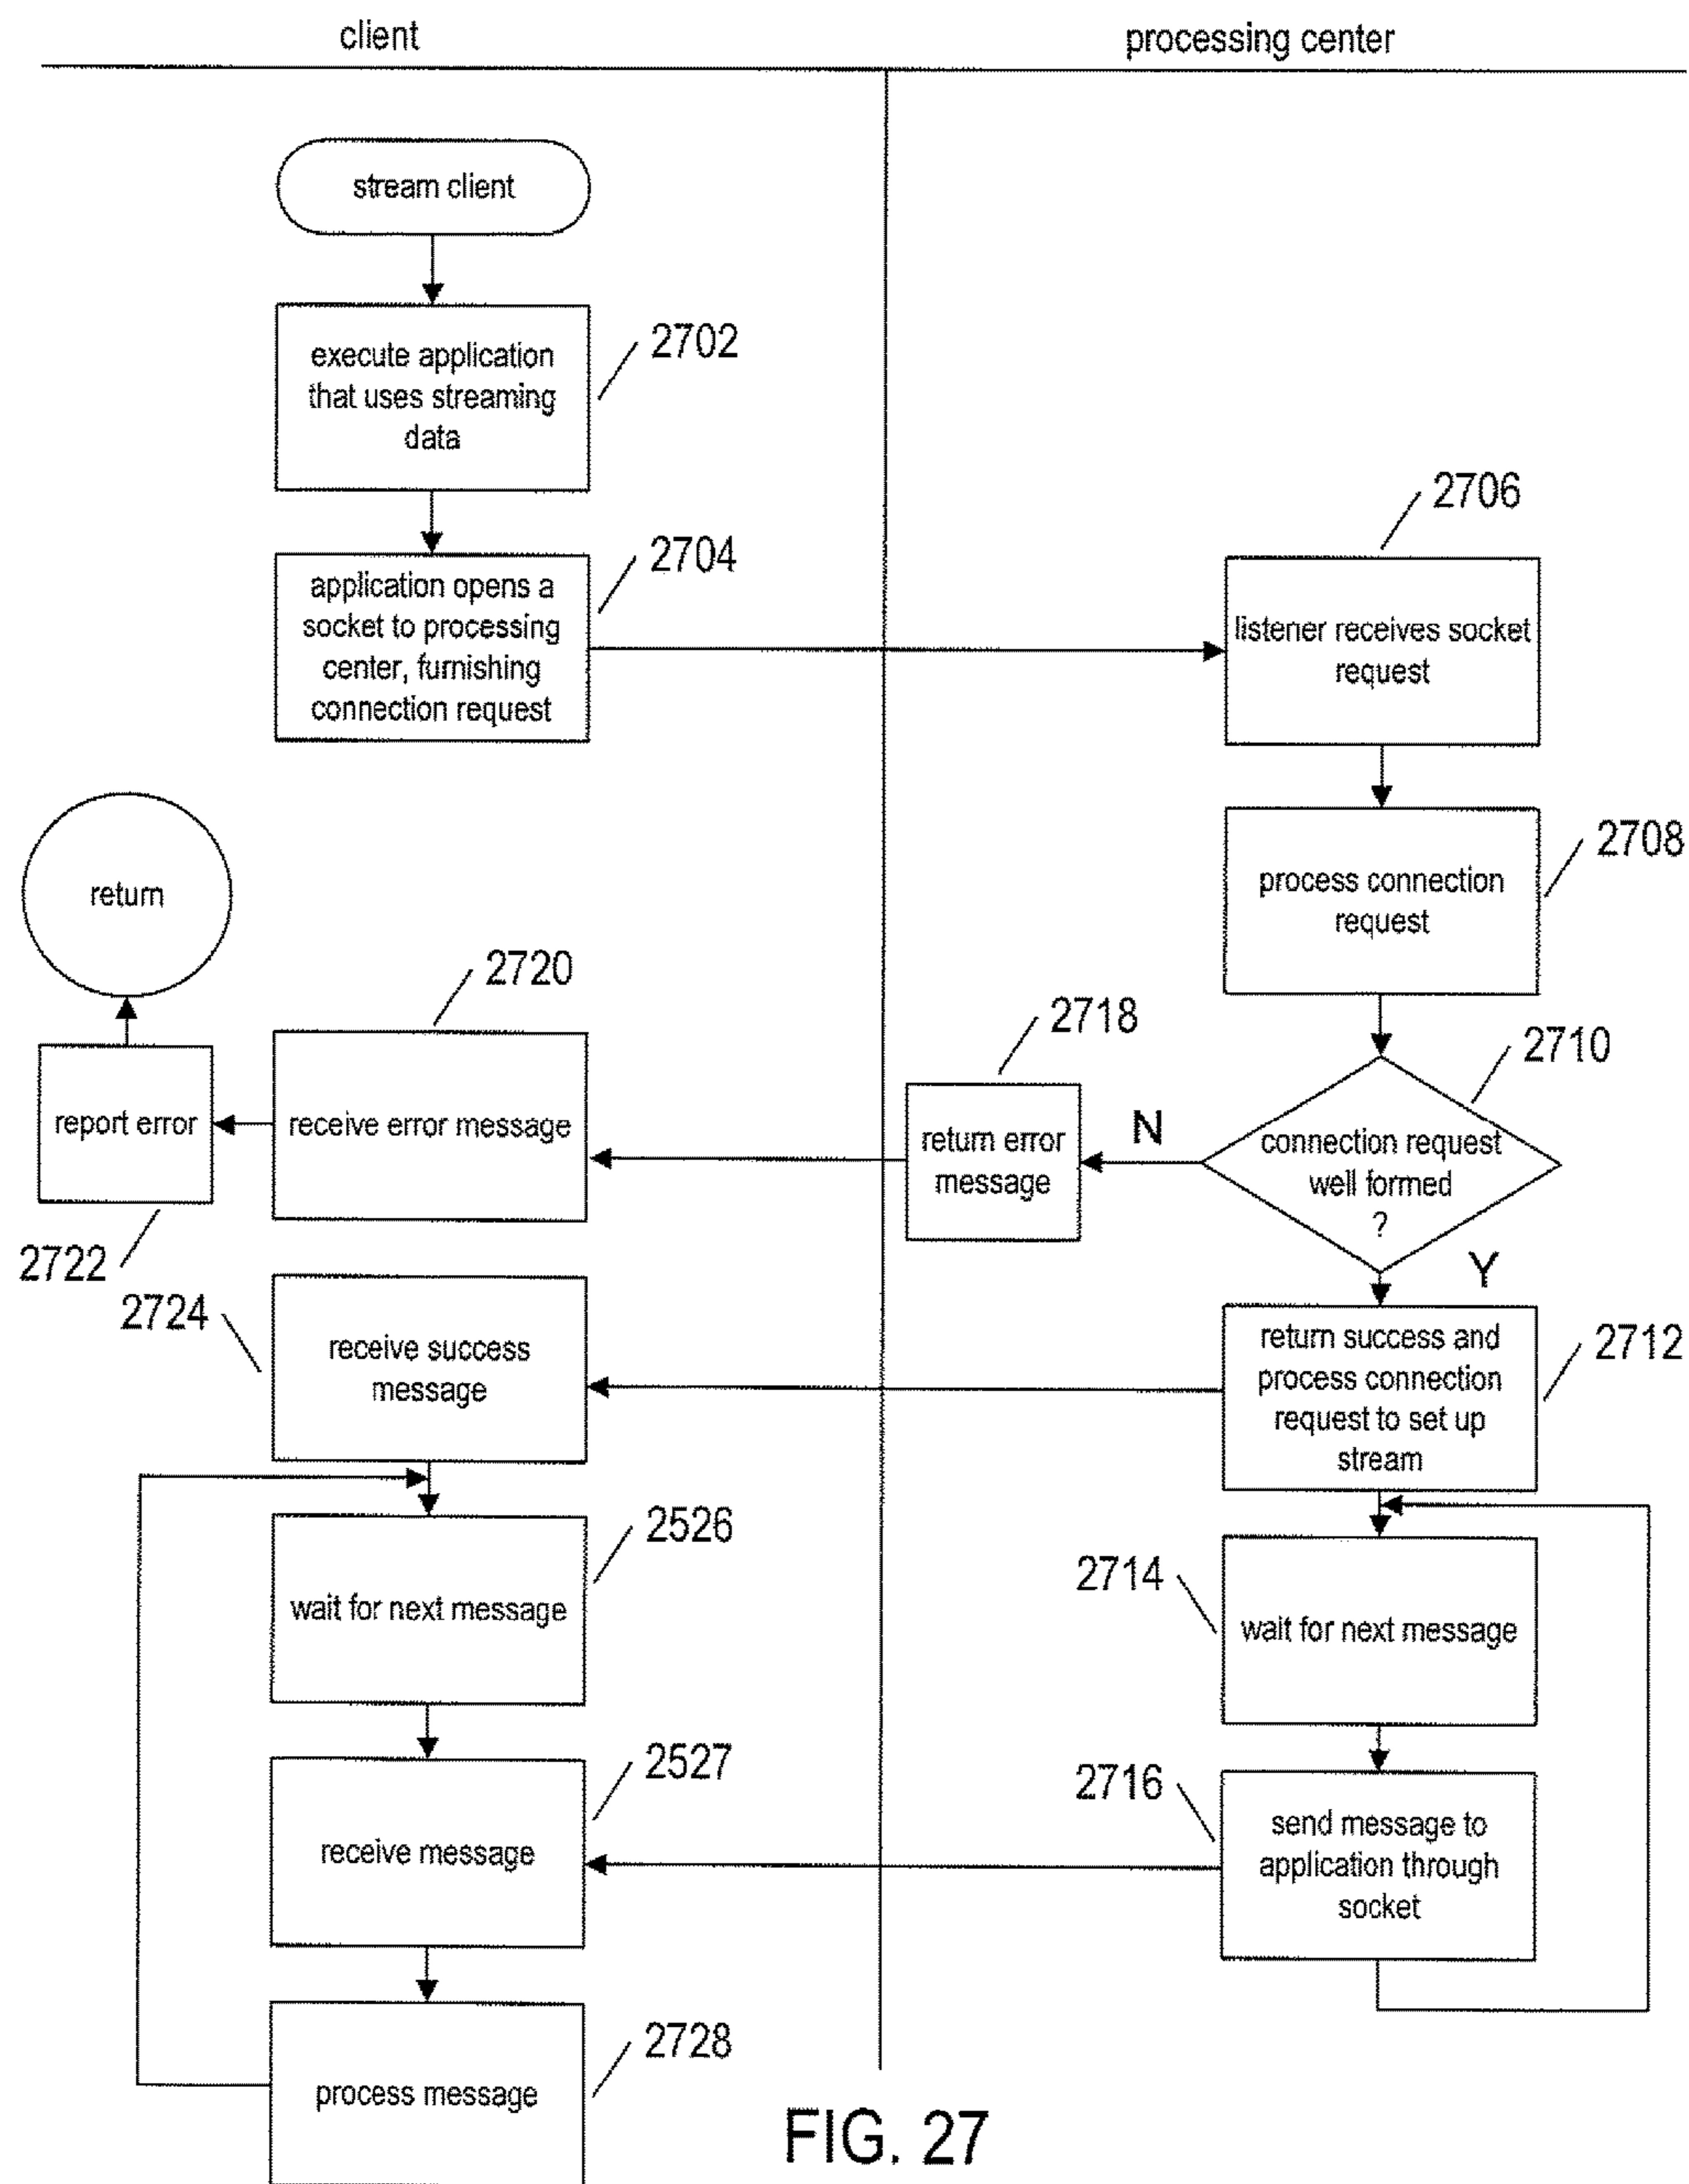 client
processing center
stream client
execute application
that uses streaming
data
2702
application opens a
socket to processing
center, furnishing
connection request
2704
2706
listener receives socket
request
2708
process connection
request
return
2720
2718
2710
report error
receive error message
return error
message
N
connection request
well formed
?
2722
Y
2724
receive success
message
return success and
process connection
request to set up
stream
2712
2526
wait for next message
2714
wait for next message
2527
receive message
2716
send message to
application through
socket
2728
process message
FIG. 27